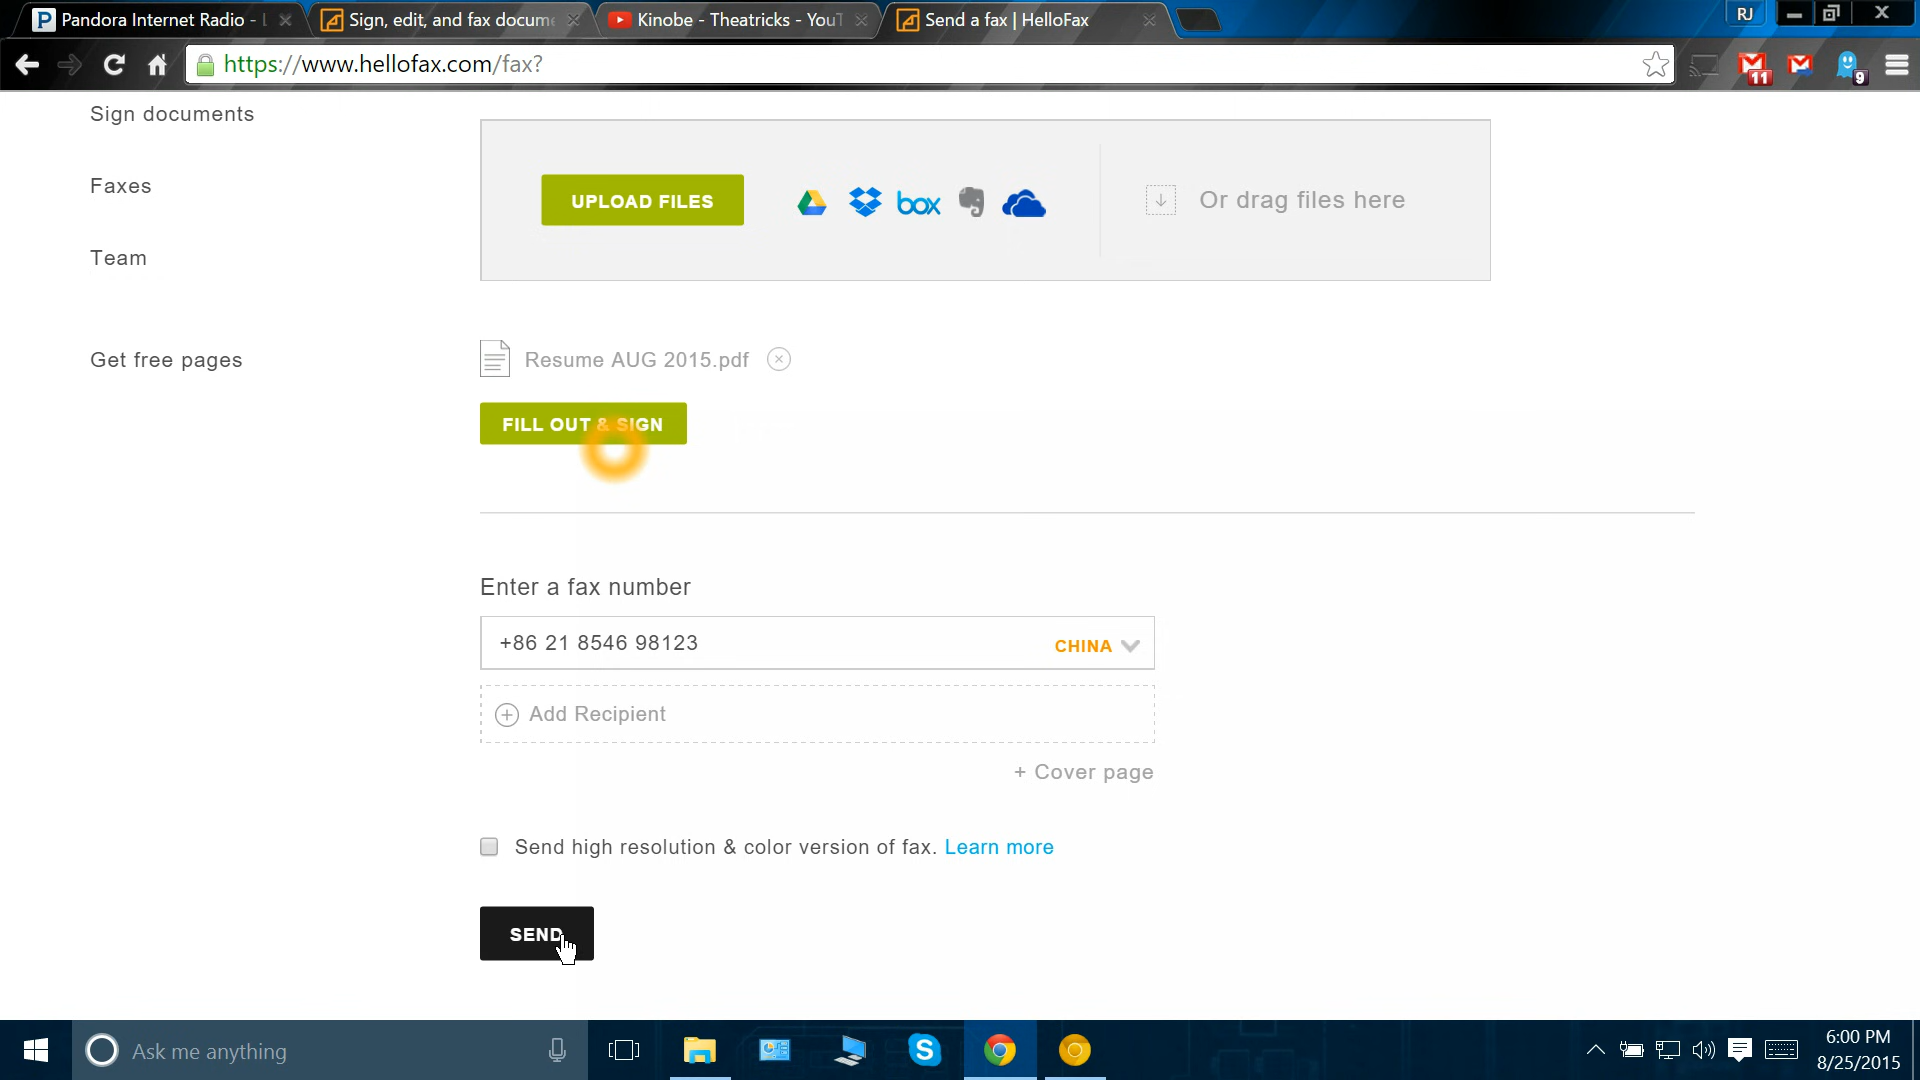 Pandora Internet Radio - L
Sign, edit, and fax docume
Kinobe - Theatricks - YouT
Send a fax | HelloFax
RJ
https://www.hellofax.com/fax?
11
9
Sign documents
Faxes
Team
Get free pages
UPLOAD FILES
box
Or drag files here
Resume AUG 2015.pdf
FILL OUT & SIGN
Enter a fax number
+86 21 8546 98123
CHINA
Add Recipient
+ Cover page
Send high resolution & color version of fax. Learn more
SEND
Ask me anything
6:00 PM
8/25/2015